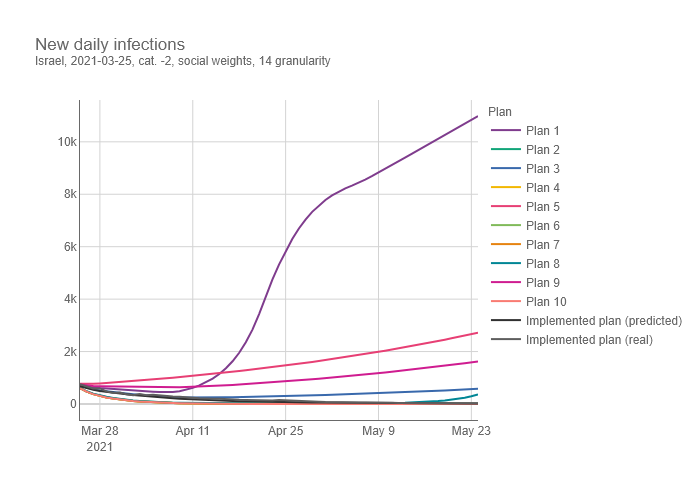 New daily infections
Israel, 2021-03-25, cat. -2, social weights, 14 granularity
Plan
Plan 1
Plan 2
Plan 3
Plan 4
Plan 5
Plan 6
Plan 7
Plan 8
Plan 9
Plan 10
Implemented plan (predicted)
Implemented plan (real)
10k
8k
6k
4k
2k
0
Mar 28 Apr 11 Apr 25 May 9 May 23
2021